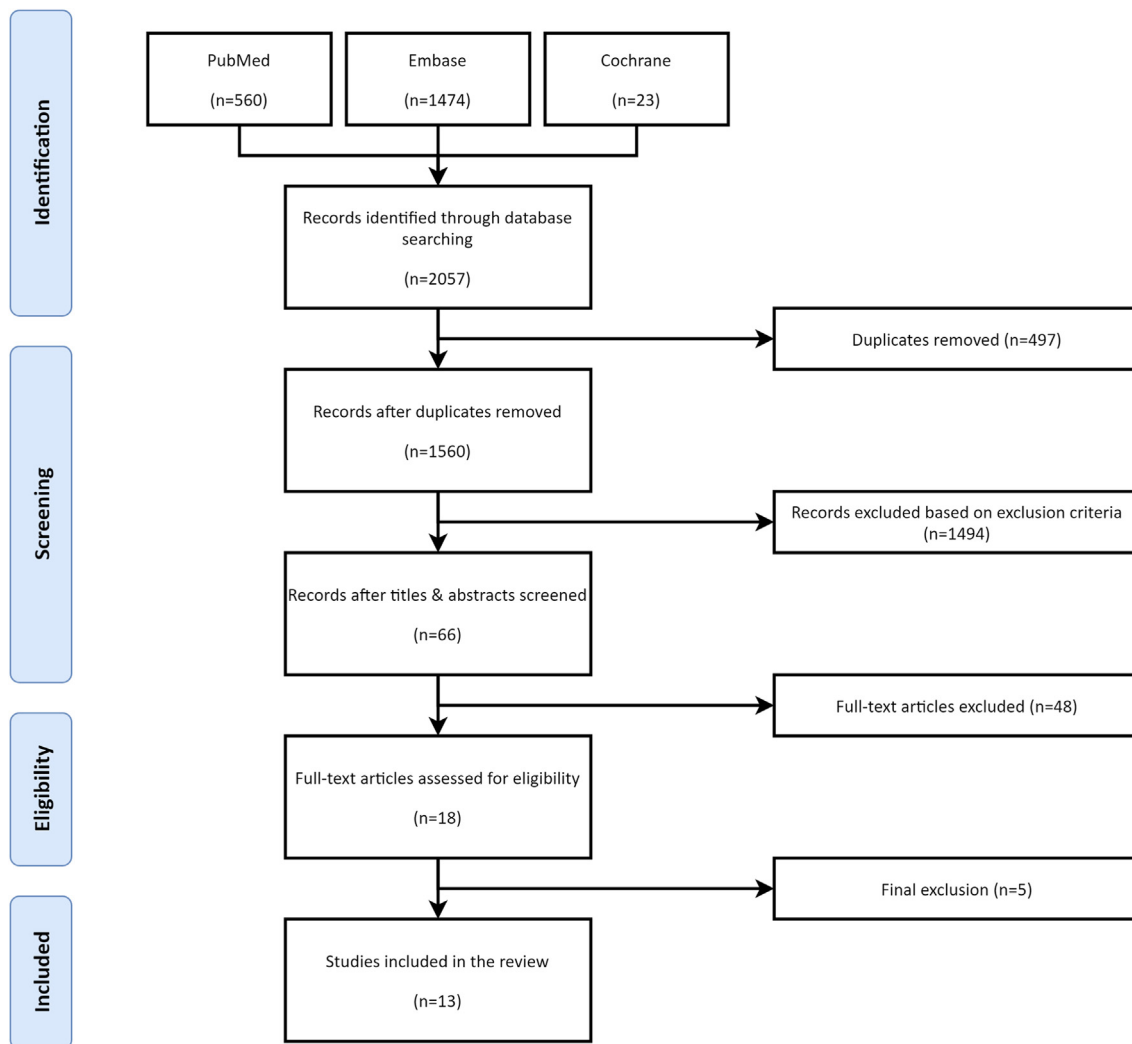 Identification
PubMed
(n=560)
Embase
(n=1474)
Cochrane
(n=23)
Records identified through database
searching
(n=2057)
Duplicates removed (n=497)
Screening
Records after duplicates removed
(n=1560)
Records excluded based on exclusion criteria
(n=1494)
Records after titles & abstracts screened
(n=66)
Full-text articles excluded (n=48)
Eligibility
Full-text articles assessed for eligibility
(n=18)
Final exclusion (n=5)
Included
Studies included in the review
(n=13)